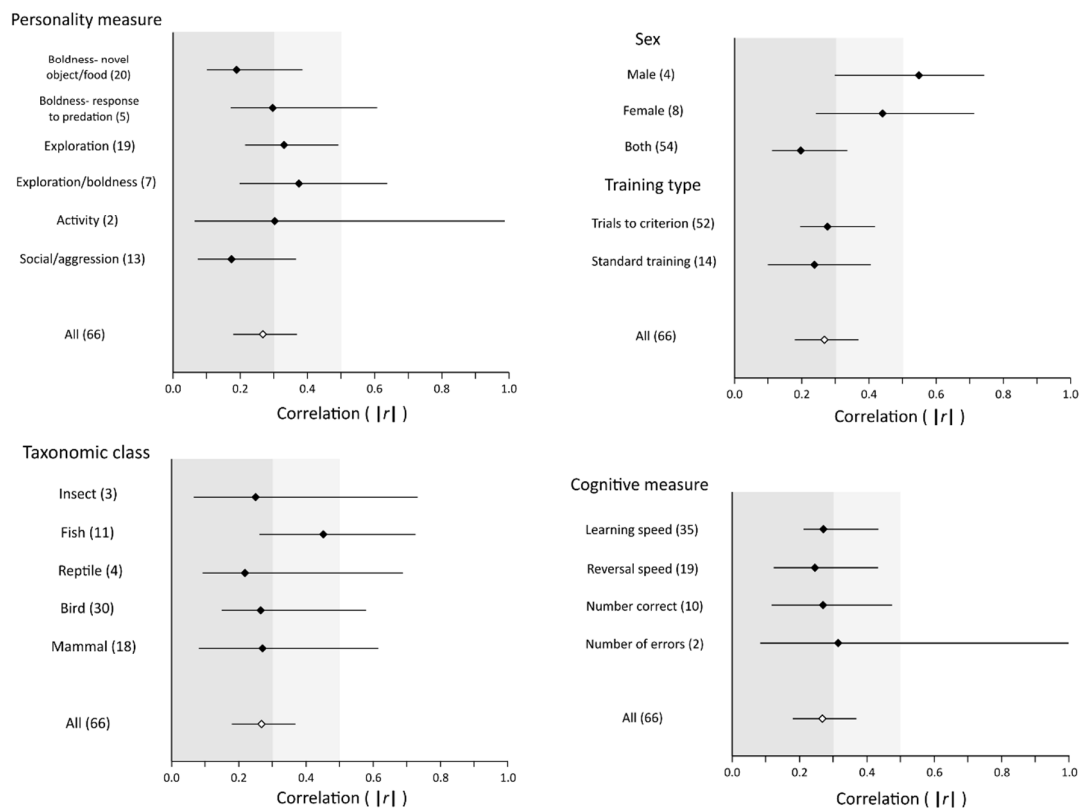 Personality measure
Boldness- novel
object/food (20)
Boldness- response
to predation (5)
Exploration (19)
Exploration/boldness (7)
Activity (2)
Social/aggression (13)
All (66)
0.0 0.2 0.4 0.6 0.8 1.0
Correlation ( |r| )
Sex
Male (4)
Female (8)
Both (54)
Training type
Trials to criterion (52)
Standard training (14)
All (66)
0.0 0.2 0.4 0.6 0.8 1.0
Correlation ( |r| )
Taxonomic class
Insect (3)
Fish (11)
Reptile (4)
Bird (30)
Mammal (18)
All (66)
0.0 0.2 0.4 0.6 0.8 1.0
Correlation ( |r| )
Cognitive measure
Learning speed (35)
Reversal speed (19)
Number correct (10)
Number of errors (2)
All (66)
0.0 0.2 0.4 0.6 0.8 1.0
Correlation ( |r| )